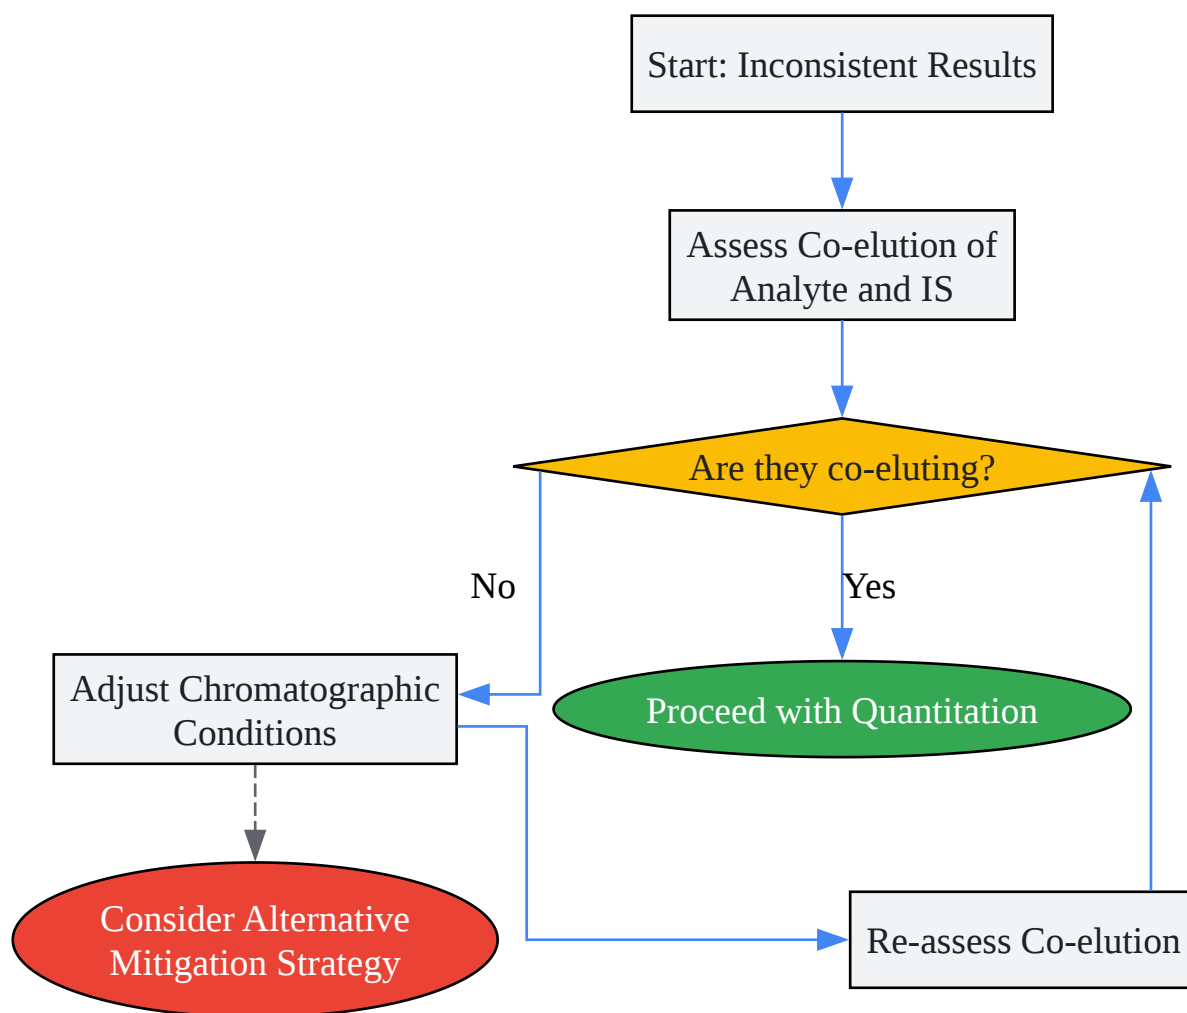 Start: Inconsistent Results
Assess Co-elution of
Analyte and IS
Are they co-eluting?
No
Yes
Adjust Chromatographic
Conditions
Proceed with Quantitation
Consider Alternative
Mitigation Strategy
Re-assess Co-elution